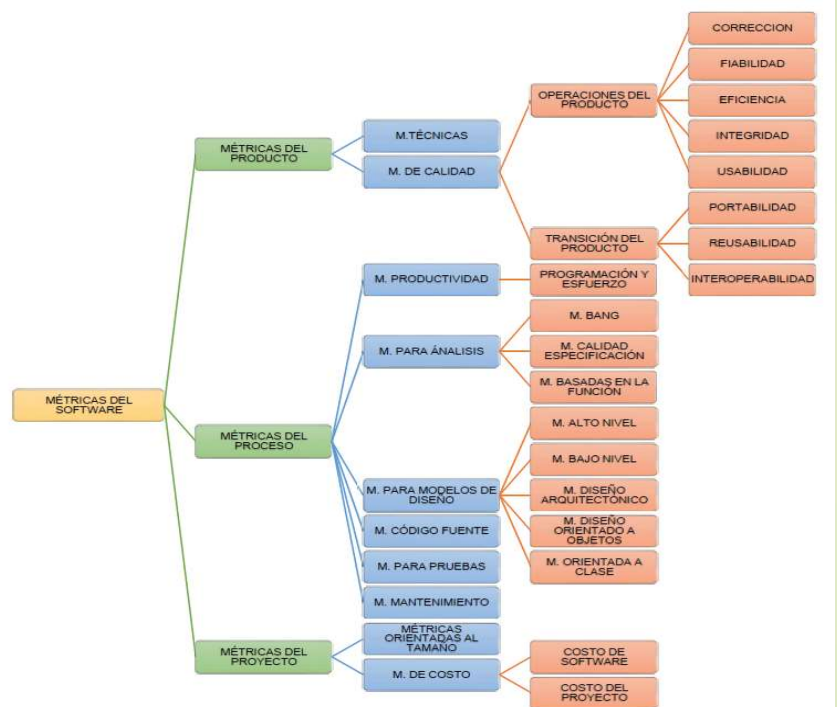 MÉTRICAS DEL
SOFTWARE
MÉTRICAS DEL
PRODUCTO
M.TÉCNICAS
M. DE CALIDAD
OPERACIONES DEL
PRODUCTO
CORRECCION
FIABILIDAD
EFICIENCIA
INTEGRIDAD
USABILIDAD
TRANSICIÓN DEL
PRODUCTO
PORTABILIDAD
REUSABILIDAD
INTEROPERABILIDAD
MÉTRICAS DEL
PROCESO
M. PRODUCTIVIDAD
PROGRAMACIÓN Y
ESFUERZO
M. PARA ÁNALISIS
M. BANG
M. CALIDAD
ESPECIFICACIÓN
M. BASADAS EN LA
FUNCIÓN
M. PARA MODELOS DE
DISEÑO
M. ALTO NIVEL
M. BAJO NIVEL
M. DISEÑO
ARQUITECTÓNICO
M. DISEÑO
ORIENTADO A
OBJETOS
M. ORIENTADA A
CLASE
M. CÓDIGO FUENTE
M. PARA PRUEBAS
M. MANTENIMIENTO
MÉTRICAS DEL
PROYECTO
MÉTRICAS
ORIENTADAS AL
TAMAÑO
M. DE COSTO
COSTO DE
SOFTWARE
COSTO DEL
PROYECTO